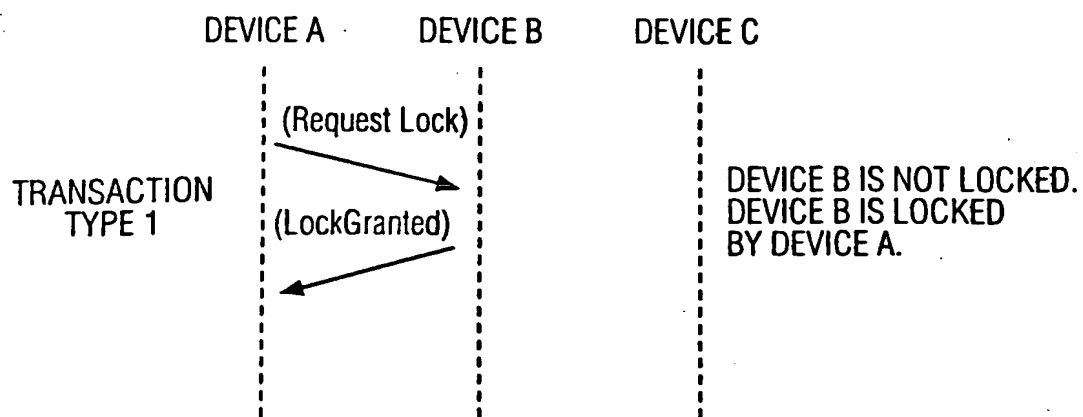 DEVICE A
DEVICE B
DEVICE C
(Request Lock)
TRANSACTION
TYPE 1
(LockGranted)
DEVICE B IS NOT LOCKED.
DEVICE B IS LOCKED
BY DEVICE A.